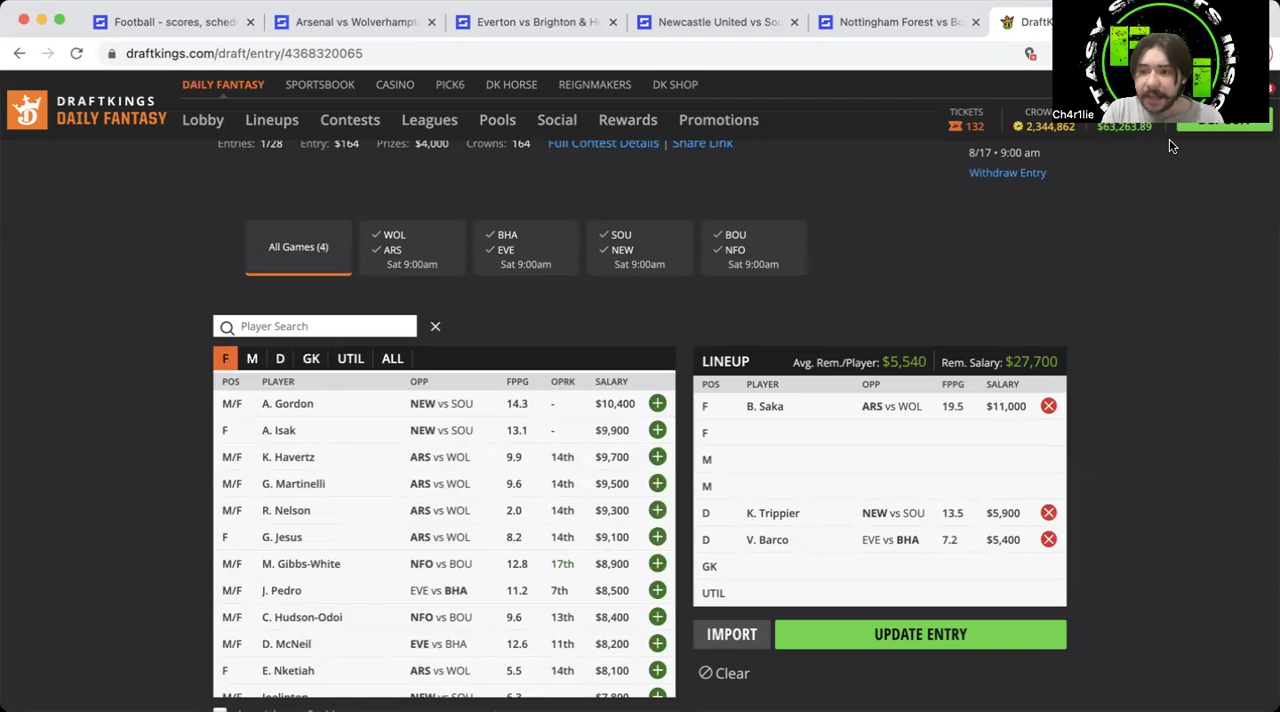 Football - scores, sched
Arsenal vs Wolverhampt
Everton vs Brighton & H
Newcastle United vs Sou
Nottingham Forest vs Bo
DraftK
draftkings.com/draft/entry/4368320065
DRAFTKINGS
DAILY FANTASY
DAILY FANTASY SPORTSBOOK CASINO PICK6 DK HORSE REIGNMAKERS DK SHOP
Lobby Lineups Contests Leagues Pools Social Rewards Promotions
TICKETS
132
CROW
2,344,862
$63,263.89
Ch4r1lie
Entries: 1/28 Entry: $164 Prizes: $4,000 Crowns: 164 Full Contest Details | Share Link
8/17 • 9:00 am
Withdraw Entry
All Games (4)
WOL
ARS
Sat 9:00am
BHA
EVE
Sat 9:00am
SOU
NEW
Sat 9:00am
BOU
NFO
Sat 9:00am
Player Search
F M D GK UTIL ALL
POS PLAYER OPP FPPG OPRK SALARY
M/F A. Gordon NEW vs SOU 14.3 - $10,400
F A. Isak NEW vs SOU 13.1 - $9,900
M/F K. Havertz ARS vs WOL 9.9 14th $9,700
M/F G. Martinelli ARS vs WOL 9.6 14th $9,500
M/F R. Nelson ARS vs WOL 2.0 14th $9,300
F G. Jesus ARS vs WOL 8.2 14th $9,100
M/F M. Gibbs-White NFO vs BOU 12.8 17th $8,900
M/F J. Pedro EVE vs BHA 11.2 7th $8,500
M/F C. Hudson-Odoi NFO vs BOU 9.6 13th $8,400
M/F D. McNeil EVE vs BHA 12.6 11th $8,200
F E. Nketiah ARS vs WOL 5.5 14th $8,100
M/F Joelinton NEW vs SOU 6.3 $7,800
LINEUP Avg. Rem./Player: $5,540 Rem. Salary: $27,700
POS PLAYER OPP FPPG SALARY
F B. Saka ARS vs WOL 19.5 $11,000
F
M
M
D K. Trippier NEW vs SOU 13.5 $5,900
D V. Barco EVE vs BHA 7.2 $5,400
GK
UTIL
IMPORT UPDATE ENTRY
Clear